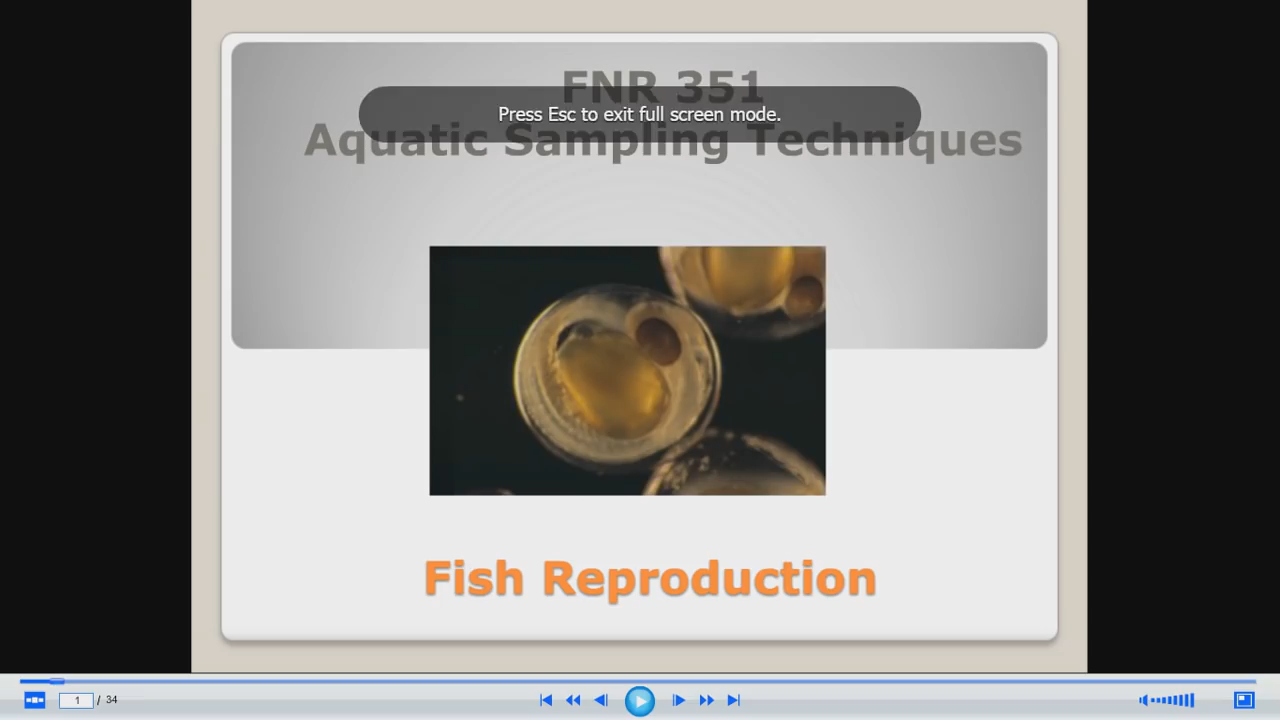 FNR 351
Press Esc to exit full screen mode.
Aquatic Sampling Techniques
Fish Reproduction
1 / 34